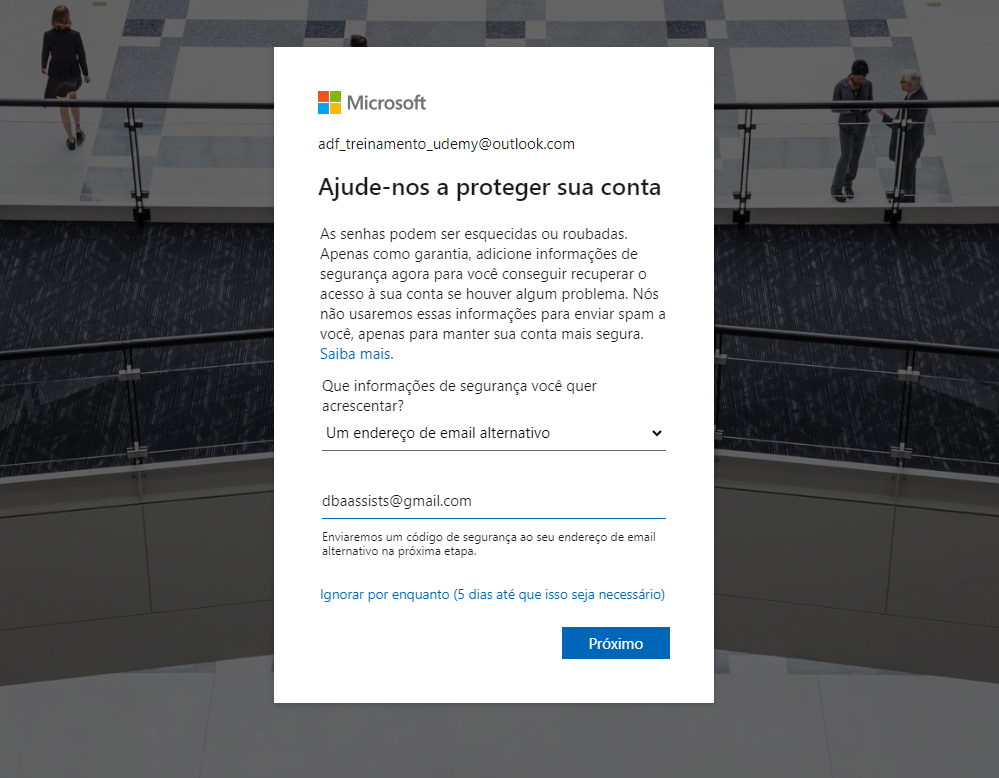 Microsoft
adf_treinamento_udemy@outlook.com
Ajude-nos a proteger sua conta
As senhas podem ser esquecidas ou roubadas.
Apenas como garantia, adicione informações de
segurança agora para você conseguir recuperar o
acesso à sua conta se houver algum problema. Nós
não usaremos essas informações para enviar spam a
você, apenas para manter sua conta mais segura.
Saiba mais.
Que informações de segurança você quer
acrescentar?
Um endereço de email alternativo
dbaassists@gmail.com
Enviaremos um código de segurança ao seu endereço de email
alternativo na próxima etapa.
Ignorar por enquanto (5 dias até que isso seja necessário)
Próximo